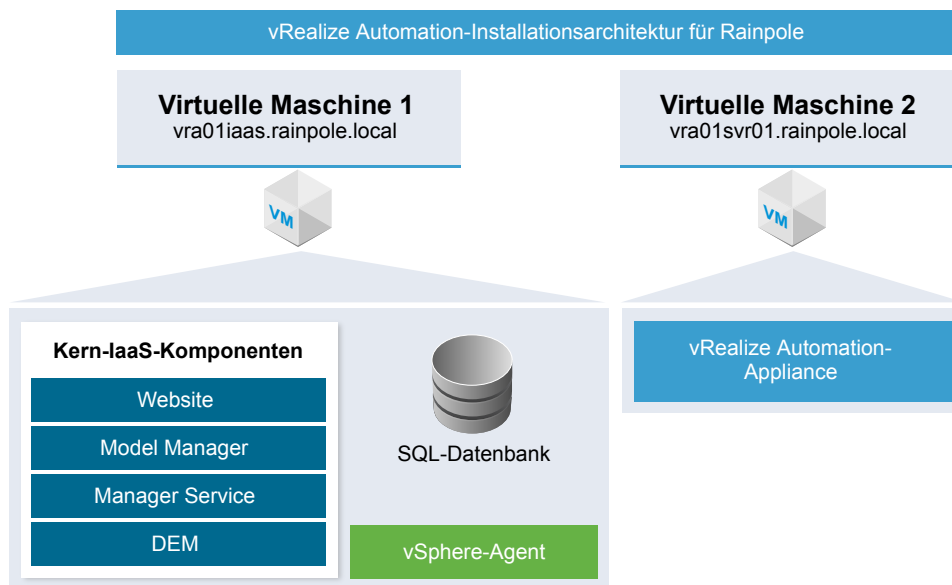 vRealize Automation-Installationsarchitektur für Rainpole
Virtuelle Maschine 1
vra01iaas.rainpole.local
Virtuelle Maschine 2
vra01svr01.rainpole.local
VM
VM
Kern-IaaS-Komponenten
Website
Model Manager
Manager Service
DEM
SQL-Datenbank
vSphere-Agent
vRealize Automation-
Appliance